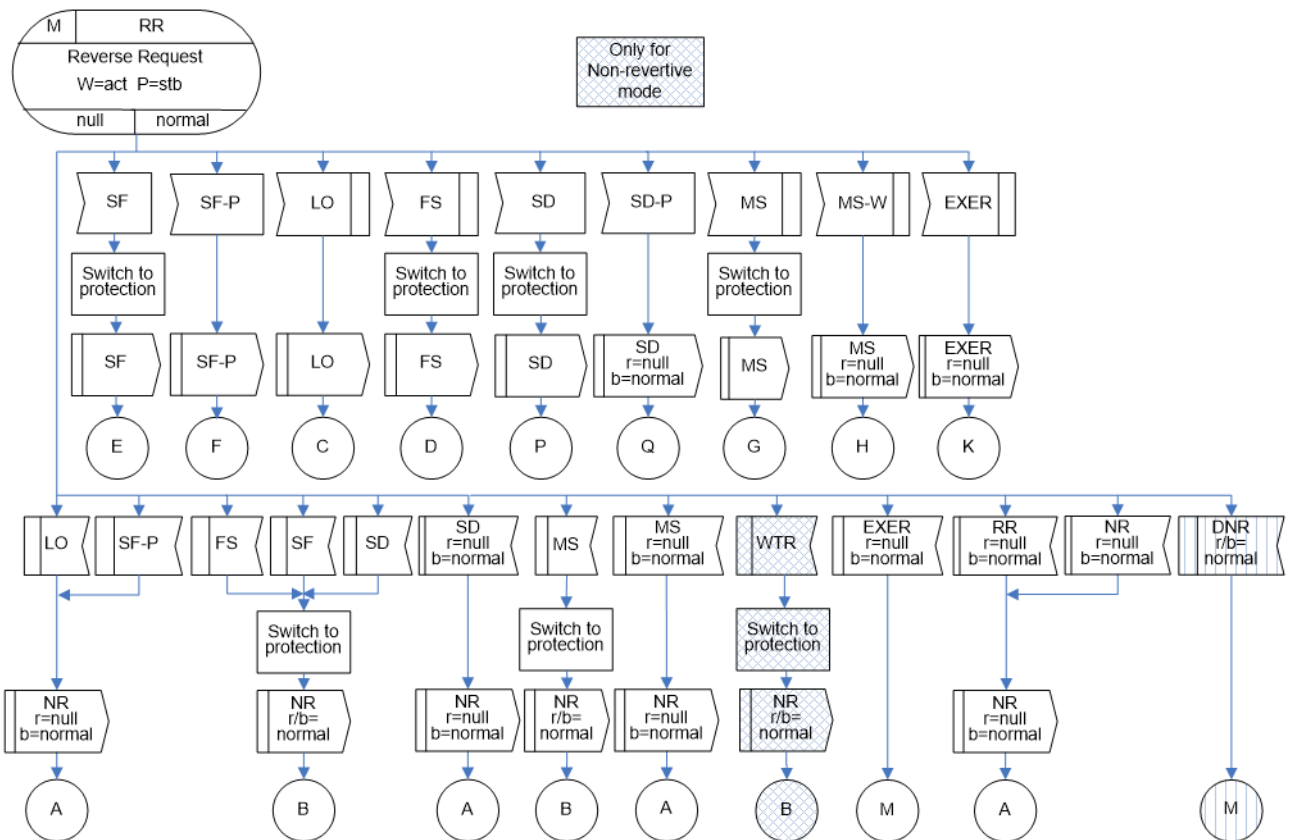 M RR
Reverse Request
W=act P=stb
null normal
Only for
Non-revertive
mode
SF SF-P LO FS SD SD-P MS MS-W EXER
Switch to
protection
Switch to
protection
Switch to
protection
Switch to
protection
SF SF-P LO FS SD
SD
r=null
b=normal
MS
MS
r=null
b=normal
EXER
r=null
b=normal
E F C D P Q G H K
LO SF-P FS SF SD
SD
r=null
b=normal
MS
MS
r=null
b=normal
WTR
EXER
r=null
b=normal
RR
r=null
b=normal
NR
r=null
b=normal
DNR
r/b=
normal
Switch to
protection
Switch to
protection
Switch to
protection
NR
r=null
b=normal
NR
r/b=
normal
NR
r=null
b=normal
NR
r/b=
normal
NR
r=null
b=normal
NR
r/b=
normal
NR
r=null
b=normal
A B A B A B M A M